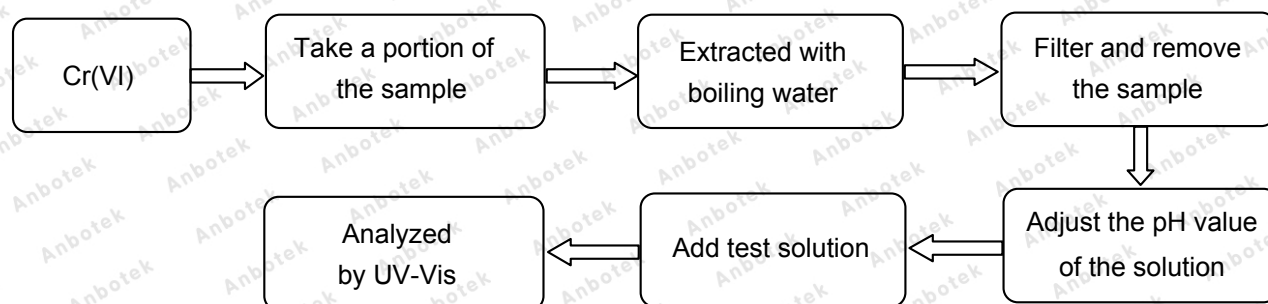 Cr(VI)
Take a portion of
the sample
Extracted with
boiling water
Filter and remove
the sample
Adjust the pH value
of the solution
Add test solution
Analyzed
by UV-Vis
Anbotek